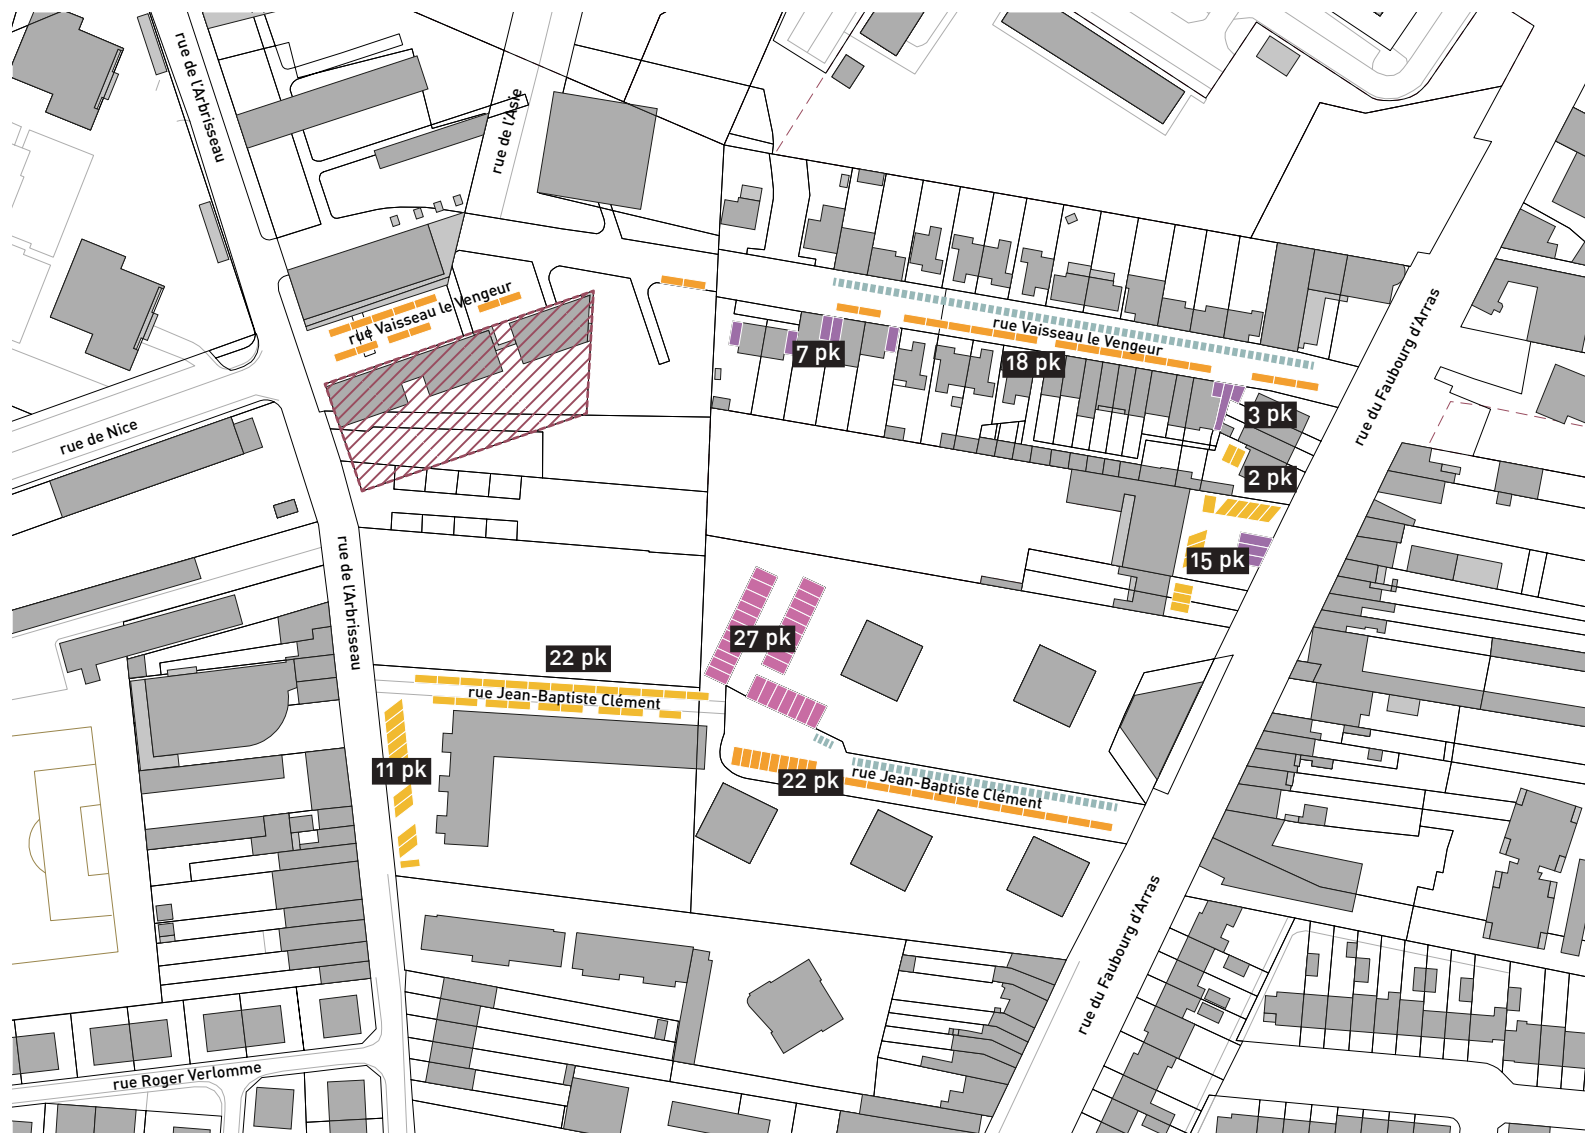 rue de l'Arbrisseau
rue de l'Asie
rue Vaisseau le Vengeur
rue Vaisseau le Vengeur
7 pk
18 pk
3 pk
2 pk
15 pk
rue du Faubourg d'Arras
rue de Nice
rue de l'Arbrisseau
27 pk
22 pk
rue Jean-Baptiste Clément
11 pk
22 pk
rue Jean-Baptiste Clément
rue du Faubourg d'Arras
rue Roger Verlomme